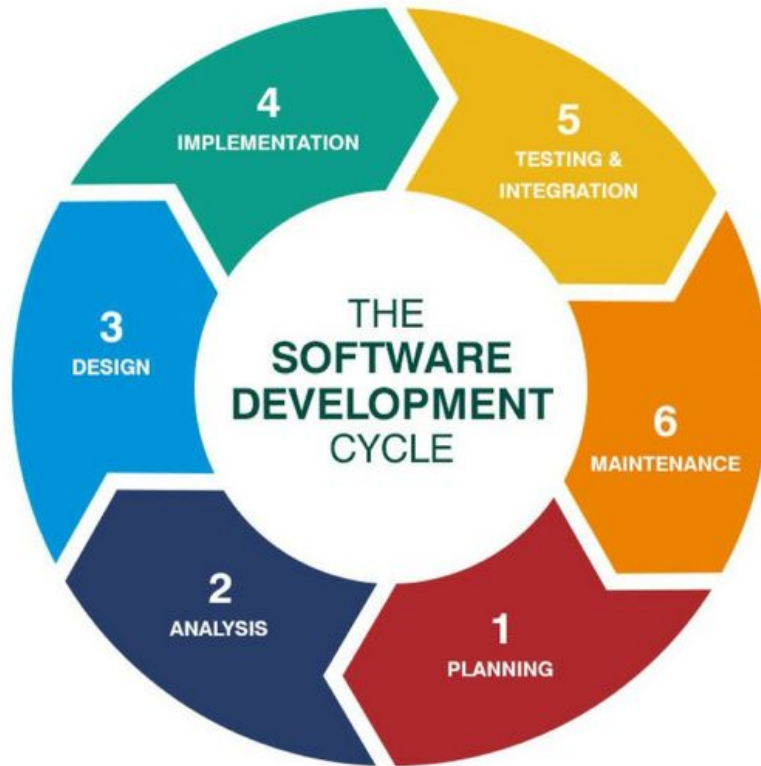 THE
SOFTWARE
DEVELOPMENT
CYCLE
1
PLANNING
2
ANALYSIS
3
DESIGN
4
IMPLEMENTATION
5
TESTING &
INTEGRATION
6
MAINTENANCE